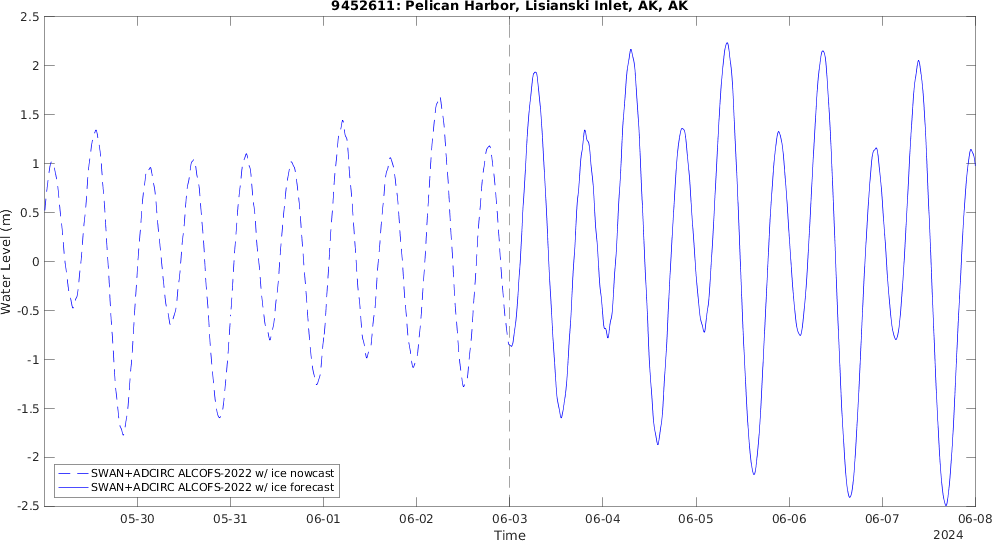 9452611: Pelican Harbor, Lisianski Inlet, AK, AK
Water Level (m)
2.5
2
1.5
1
0.5
0
-0.5
-1
-1.5
-2
-2.5
SWAN+ADCIRC ALCOFS-2022 w/ ice nowcast
SWAN+ADCIRC ALCOFS-2022 w/ ice forecast
05-30 05-31 06-01 06-02 06-03 06-04 06-05 06-06 06-07 06-08
Time
2024